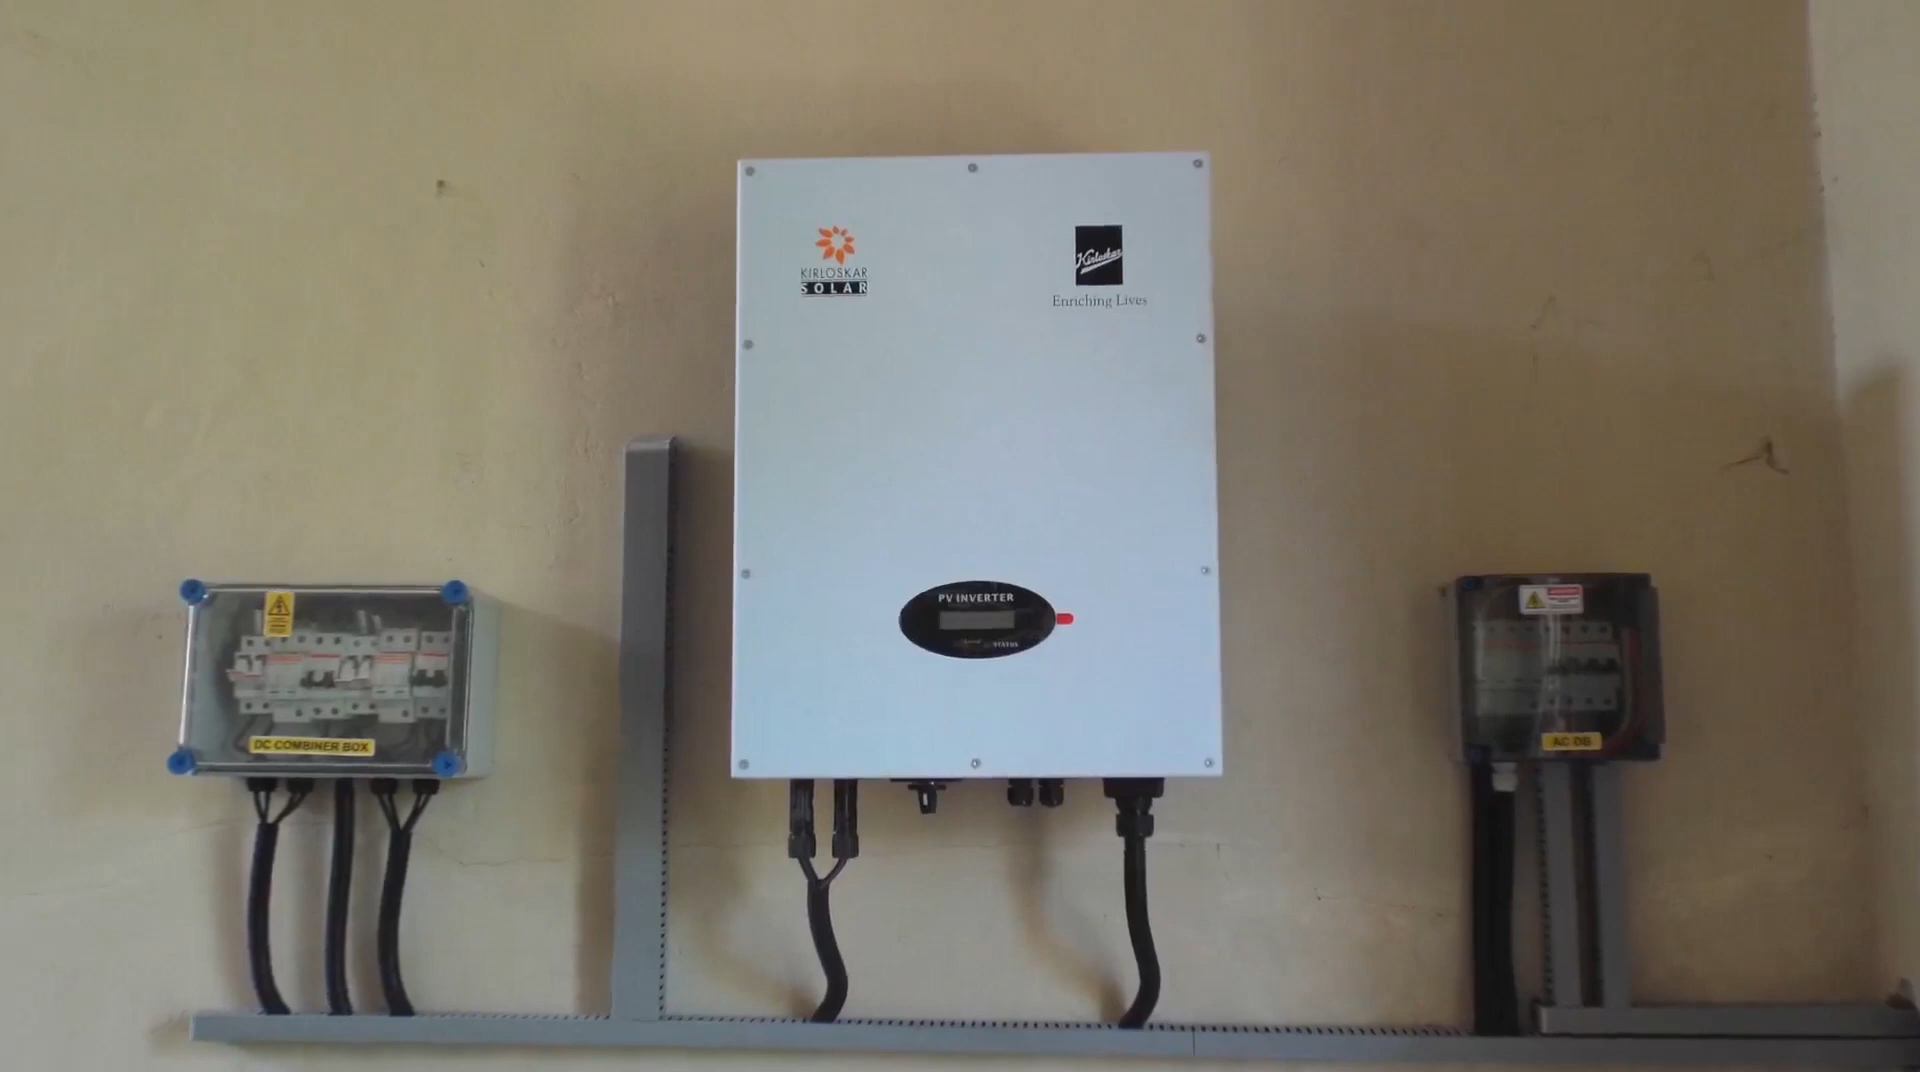 KIRLOSKAR
SOLAR
Kirloskar
Enriching Lives
PV INVERTER
STATUS
DC COMBINER BOX
AC DB